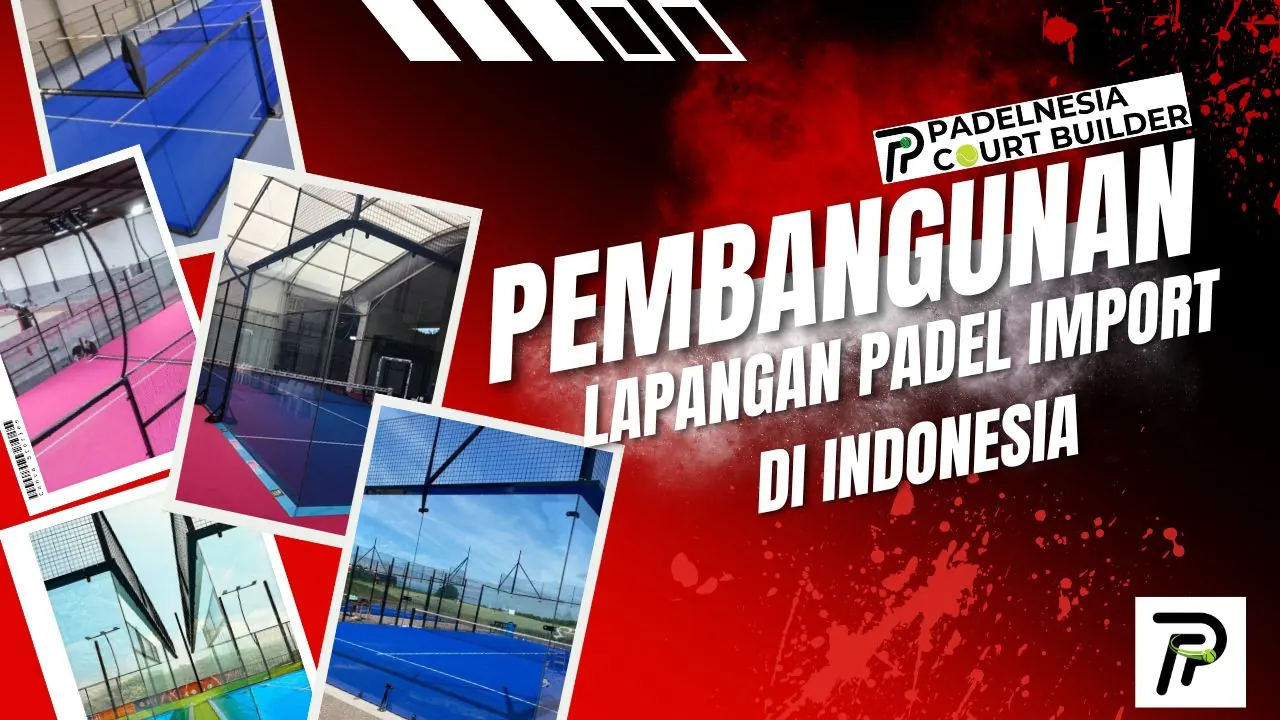 PADELNESIA
COURT BUILDER
PEMBANGUNAN
LAPANGAN PADEL IMPORT
DI INDONESIA